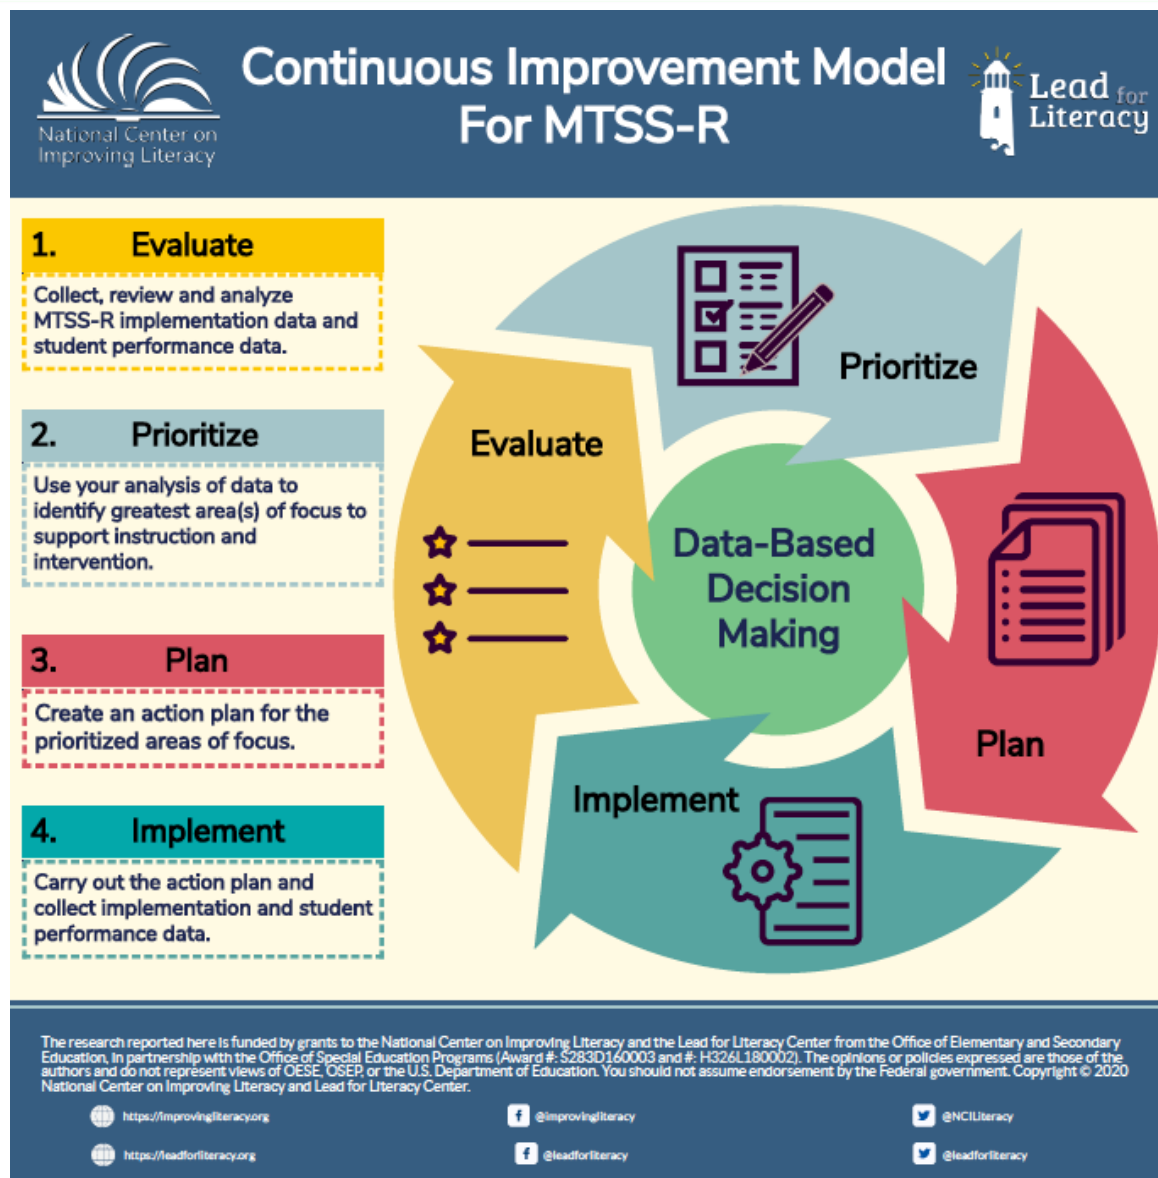 National Center on
Improving Literacy
Continuous Improvement Model
For MTSS-R
Lead for
Literacy
1. Evaluate
Collect, review and analyze
MTSS-R implementation data and
student performance data.
2. Prioritize
Use your analysis of data to
identify greatest area(s) of focus to
support instruction and
intervention.
3. Plan
Create an action plan for the
prioritized areas of focus.
4. Implement
Carry out the action plan and
collect implementation and student
performance data.
Prioritize
Evaluate
Data-Based
Decision
Making
Plan
Implement
The research reported here is funded by grants to the National Center on Improving Literacy and the Lead for Literacy Center from the Office of Elementary and Secondary
Education, in partnership with the Office of Special Education Programs (Award #: S283D160003 and #: H326L180002). The opinions or policies expressed are those of the
authors and do not represent views of OESE, OSEP, or the U.S. Department of Education. You should not assume endorsement by the Federal government. Copyright © 2020
National Center on Improving Literacy and Lead for Literacy Center.
https://improvingliteracy.org
@improvingliteracy
@NCILiteracy
https://leadforliteracy.org
@leadforliteracy
@leadforliteracy